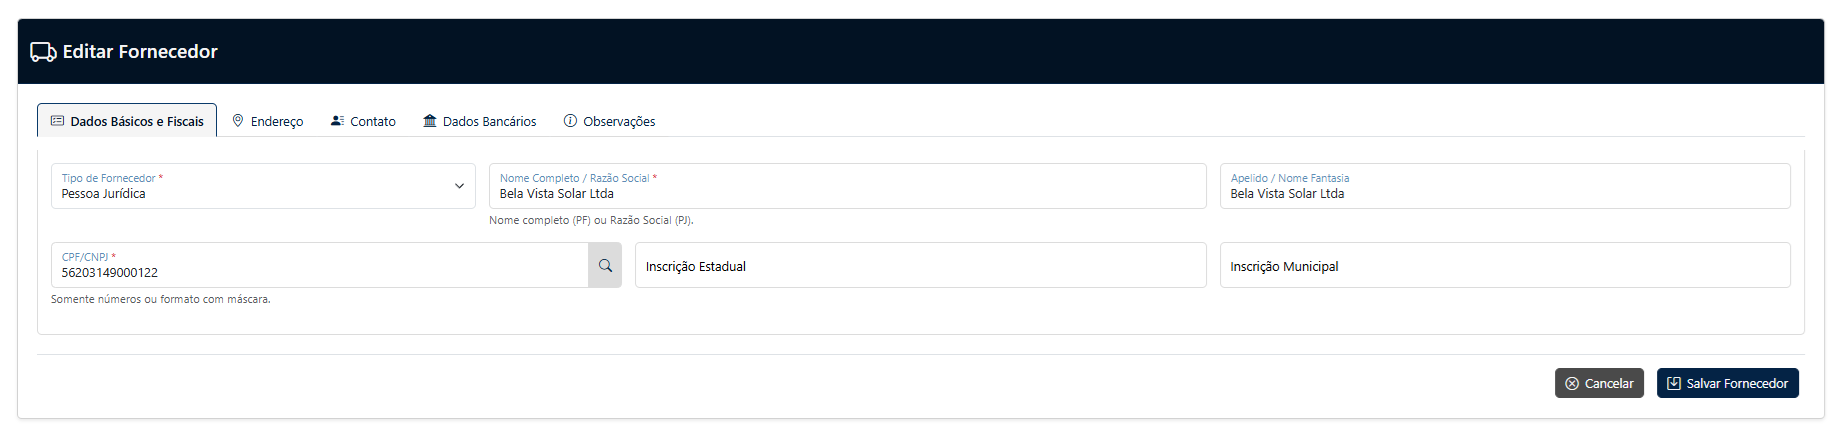 Editar Fornecedor
Dados Básicos e Fiscais Endereço Contato Dados Bancários Observações
Tipo de Fornecedor *
Pessoa Jurídica
Nome Completo / Razão Social *
Bela Vista Solar Ltda
Apelido / Nome Fantasia
Bela Vista Solar Ltda
Nome completo (PF) ou Razão Social (PJ).
CPF/CNPJ *
56203149000122
Inscrição Estadual
Inscrição Municipal
Somente números ou formato com máscara.
Cancelar Salvar Fornecedor